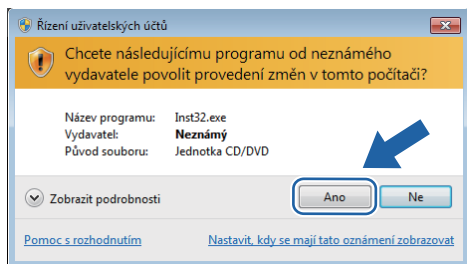 Řízení uživatelských účtů
Chcete následujícímu programu od neznámého
vydavatele povolit provedení změn v tomto počítači?
Název programu: Inst32.exe
Vydavatel: Neznámý
Původ souboru: Jednotka CD/DVD
Zobrazit podrobnosti
Ano Ne
Pomoc s rozhodnutím Nastavit, kdy se mají tato oznámení zobrazovat